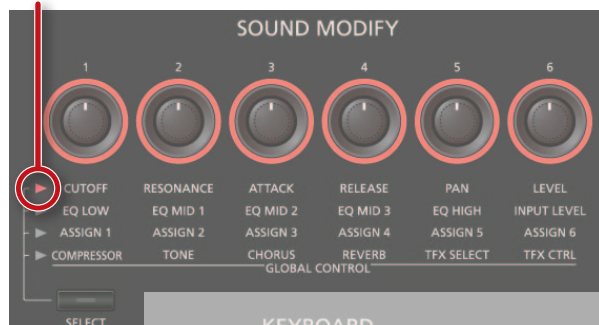 SOUND MODIFY
1 2 3 4 5 6
CUTOFF RESONANCE ATTACK RELEASE PAN LEVEL
EQ LOW EQ MID 1 EQ MID 2 EQ MID 3 EQ HIGH INPUT LEVEL
ASSIGN 1 ASSIGN 2 ASSIGN 3 ASSIGN 4 ASSIGN 5 ASSIGN 6
COMPRESSOR TONE CHORUS REVERB TFX SELECT TFX CTRL
GLOBAL CONTROL
SELECT
KEYBOARD